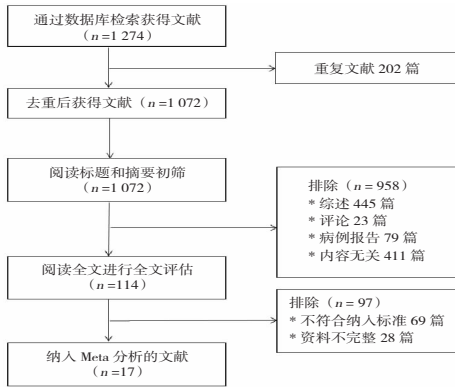 通过数据库检索获得文献
(n=1 274)
重复文献 202 篇
去重后获得文献(n=1 072)
阅读标题和摘要初筛
(n=1 072)
排除(n = 958)
* 综述 445 篇
* 评论 23 篇
* 病例报告 79 篇
* 内容无关 411 篇
阅读全文进行全文评估
(n=114)
排除(n = 97)
* 不符合纳入标准 69 篇
* 资料不完整 28 篇
纳入 Meta 分析的文献
(n=17)